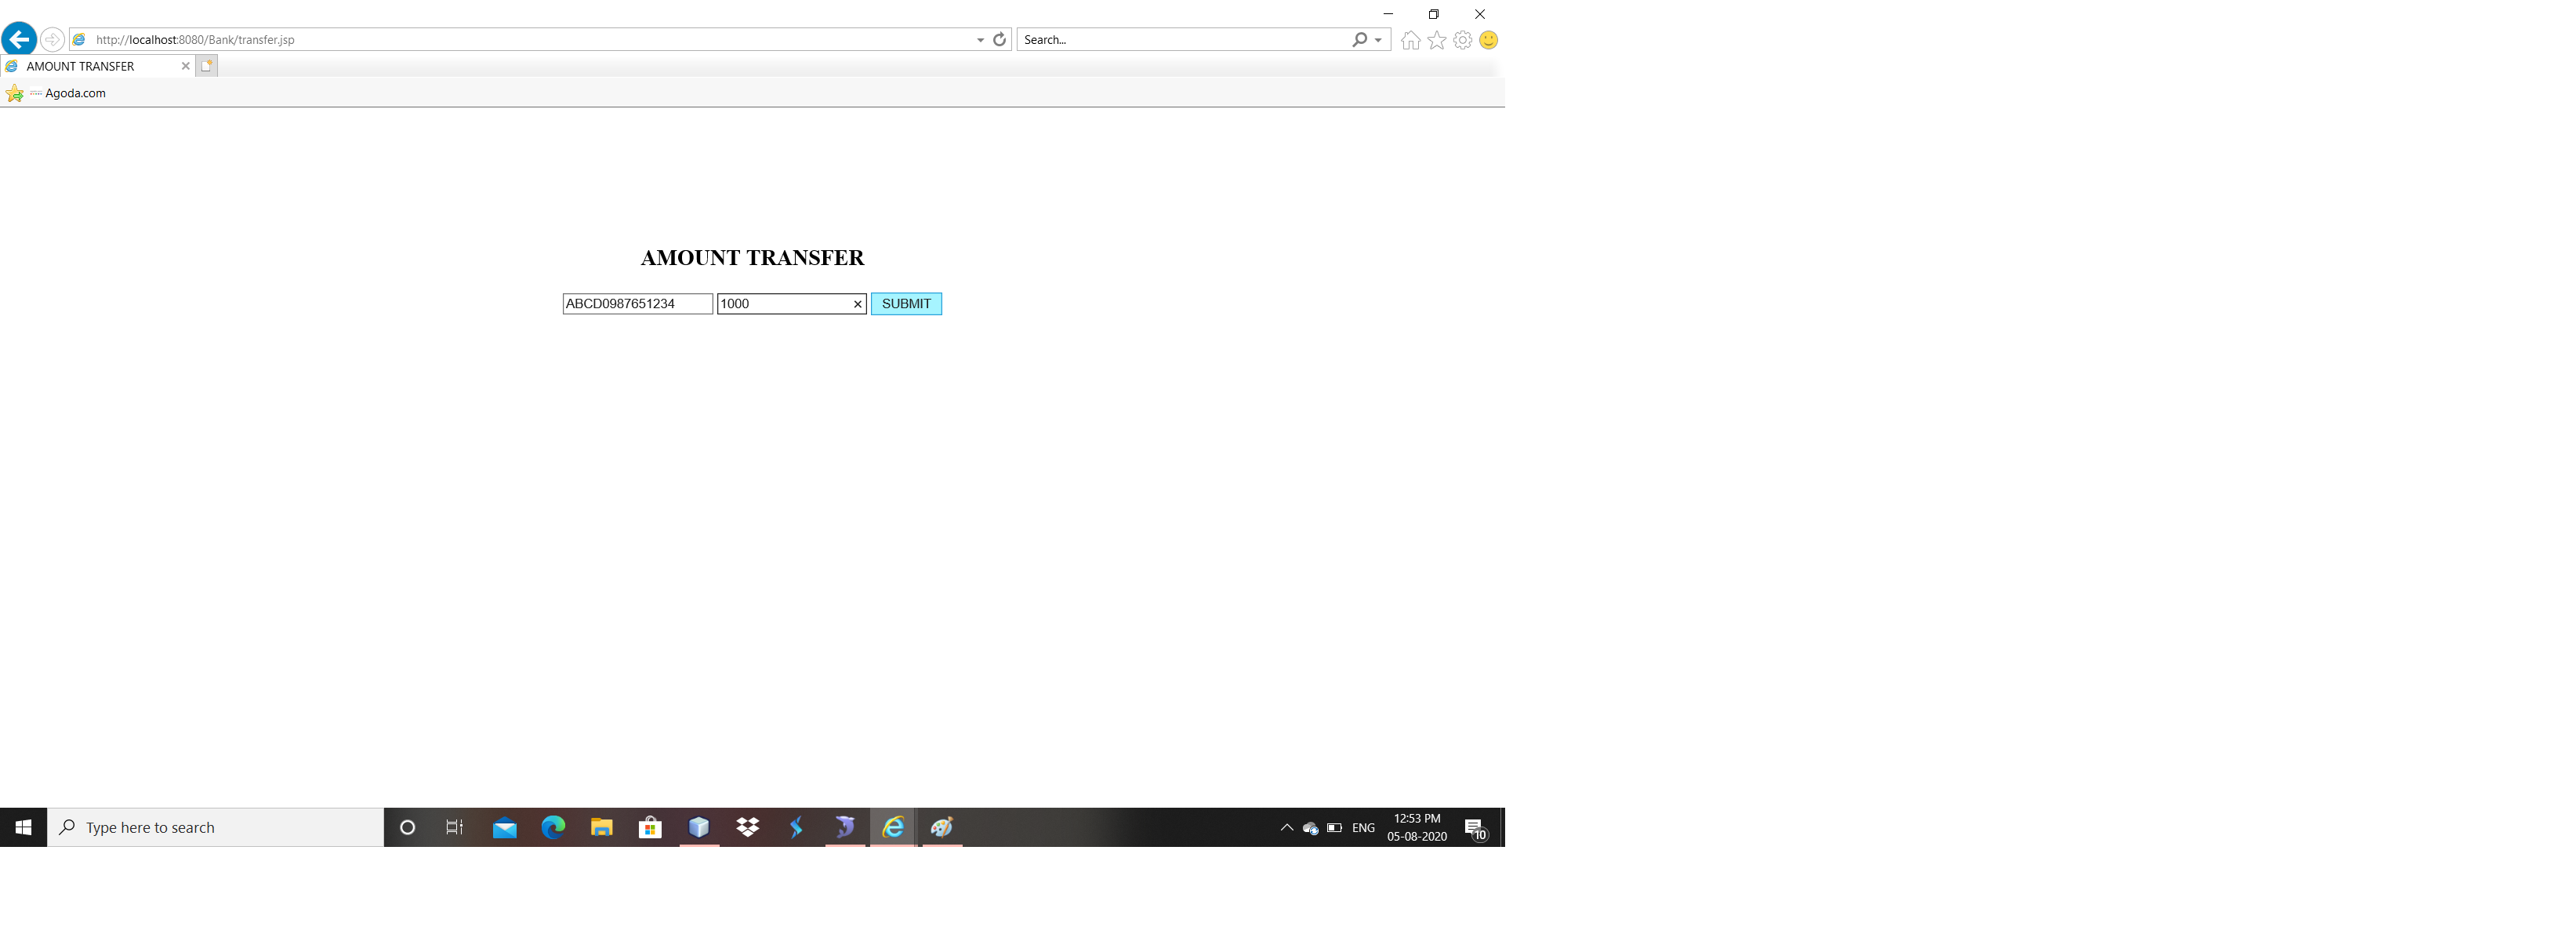 http://localhost:8080/Bank/transfer.jsp
Search...
AMOUNT TRANSFER
Agoda.com
AMOUNT TRANSFER
ABCD0987651234 1000 SUBMIT
Type here to search
ENG
12:53 PM
05-08-2020
10